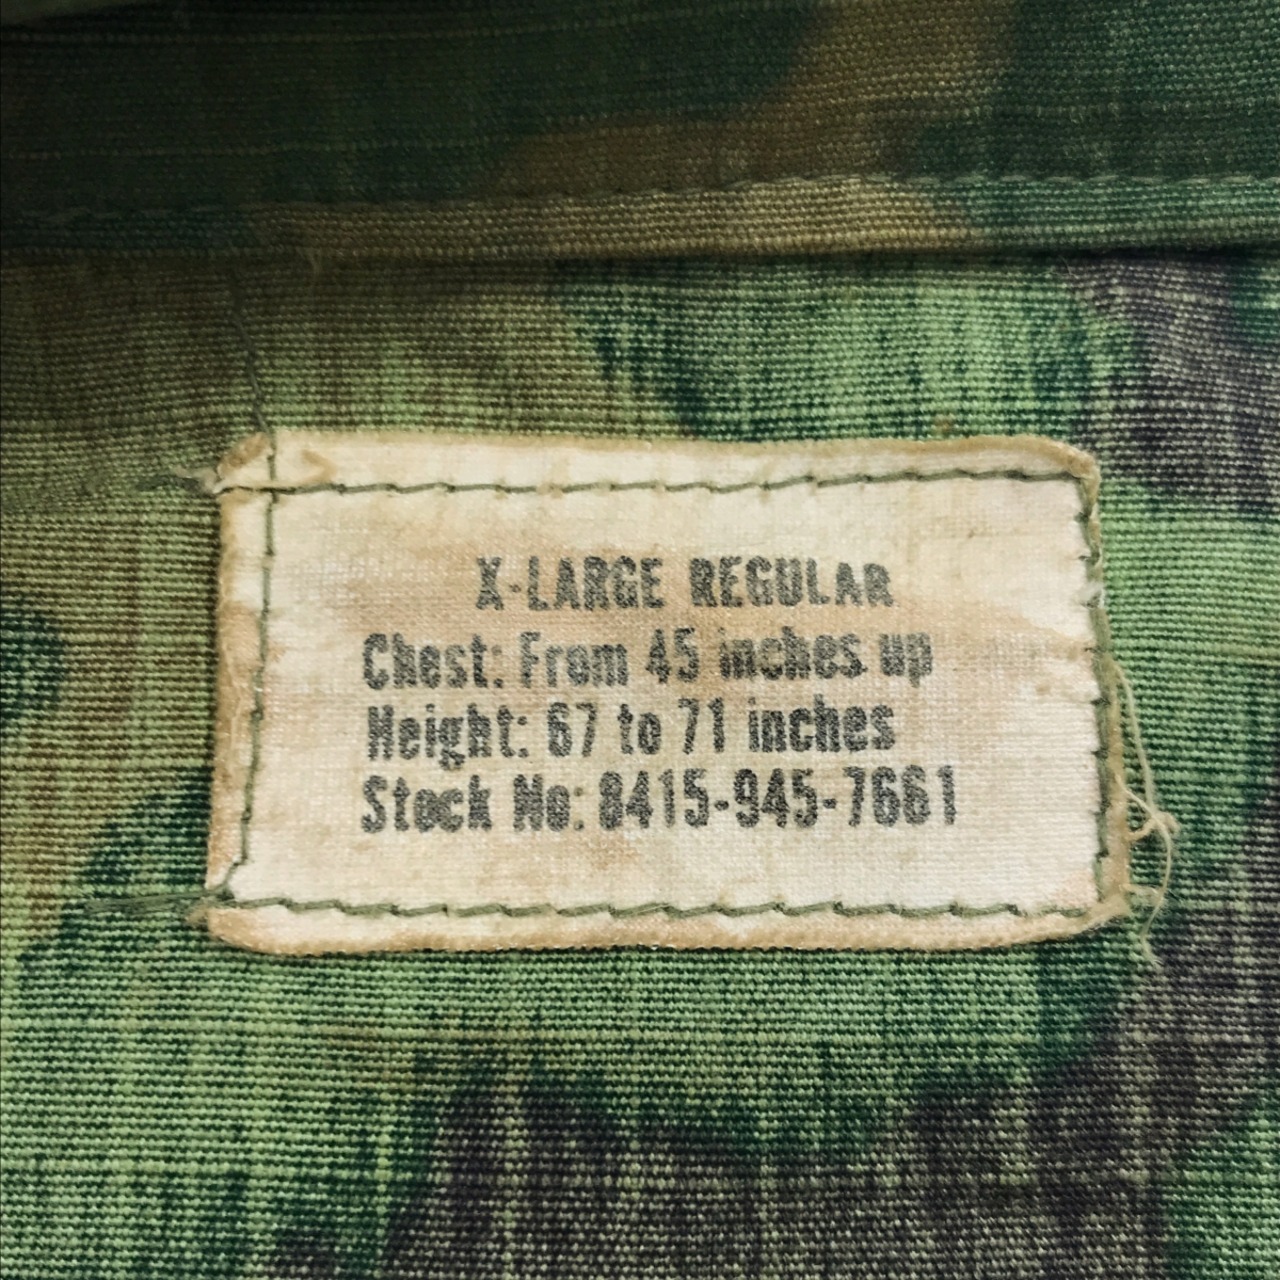 X-LARGE REGULAR
Chest: From 45 inches up
Height: 67 to 71 inches
Stock No: 8415-945-7661